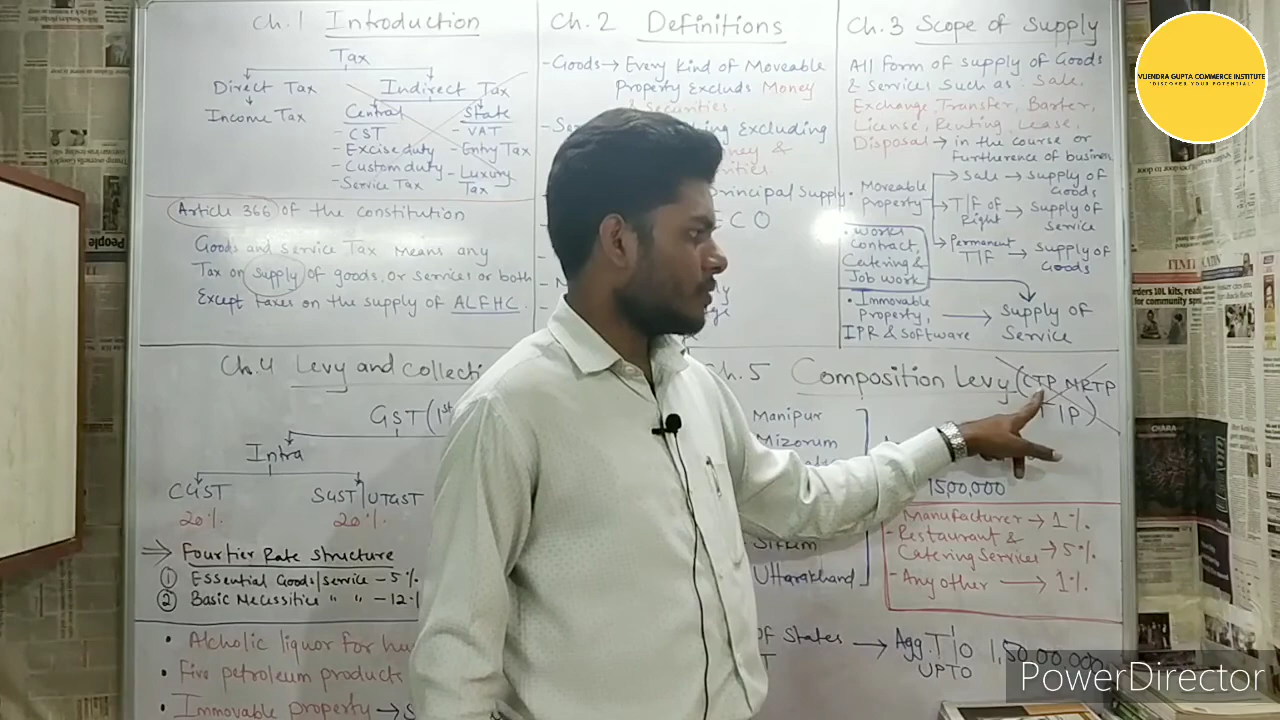 Ch.1 Introduction
Tax
Direct Tax Indirect Tax
Income Tax
Central State
- CST - VAT
- Excise duty - Entry Tax
- Custom duty - Luxury
- Service Tax Tax
Article 366 of the constitution
Goods and service Tax Means any
Tax on supply of goods, or services or both
Except taxes on the supply of ALFHC.
Ch. 2 Definitions
- Goods → Every kind of Moveable
Property Excluds Money
& Securities
Excluding
&
Principal Supply
E C O
Ch. 3 Scope of Supply
All form of supply of Goods
& Services such as Sale,
Exchange, Transfer, Barter,
License, Renting, Lease,
Disposal → in the course or
Furtherence of business
• Moveable Property
Sale → Supply of Goods
T/F of Right → Supply of Service
Permanent T/F → Supply of Goods
• Works
Contract,
Catering &
Job work
• Immovable
Property,
IPR & Software → Supply of
Service
Ch.4 Levy and collecti
GST (1st
Intra
CGST SGST/UTGST
20% 20%
⇒ Four tier Rate Structure
① Essential Goods/service - 5%
② Basic Necessities " " - 12%
• Alcholic liquor for hu
• Five petroleum products
• Immovable property → S
Ch. 5 Composition Levy (CTP, NRTP
TIP)
Manipur
Mizorum
Sikkim
Uttarakhand
1500,000
- Manufacturer → 1%
- Restaurant &
Catering Services → 5%
- Any other → 1%
of States → Agg. T/O 1,50,00,000
UPTO
VIJENDRA GUPTA COMMERCE INSTITUTE
"DISCOVER YOUR POTENTIAL"
PowerDirector